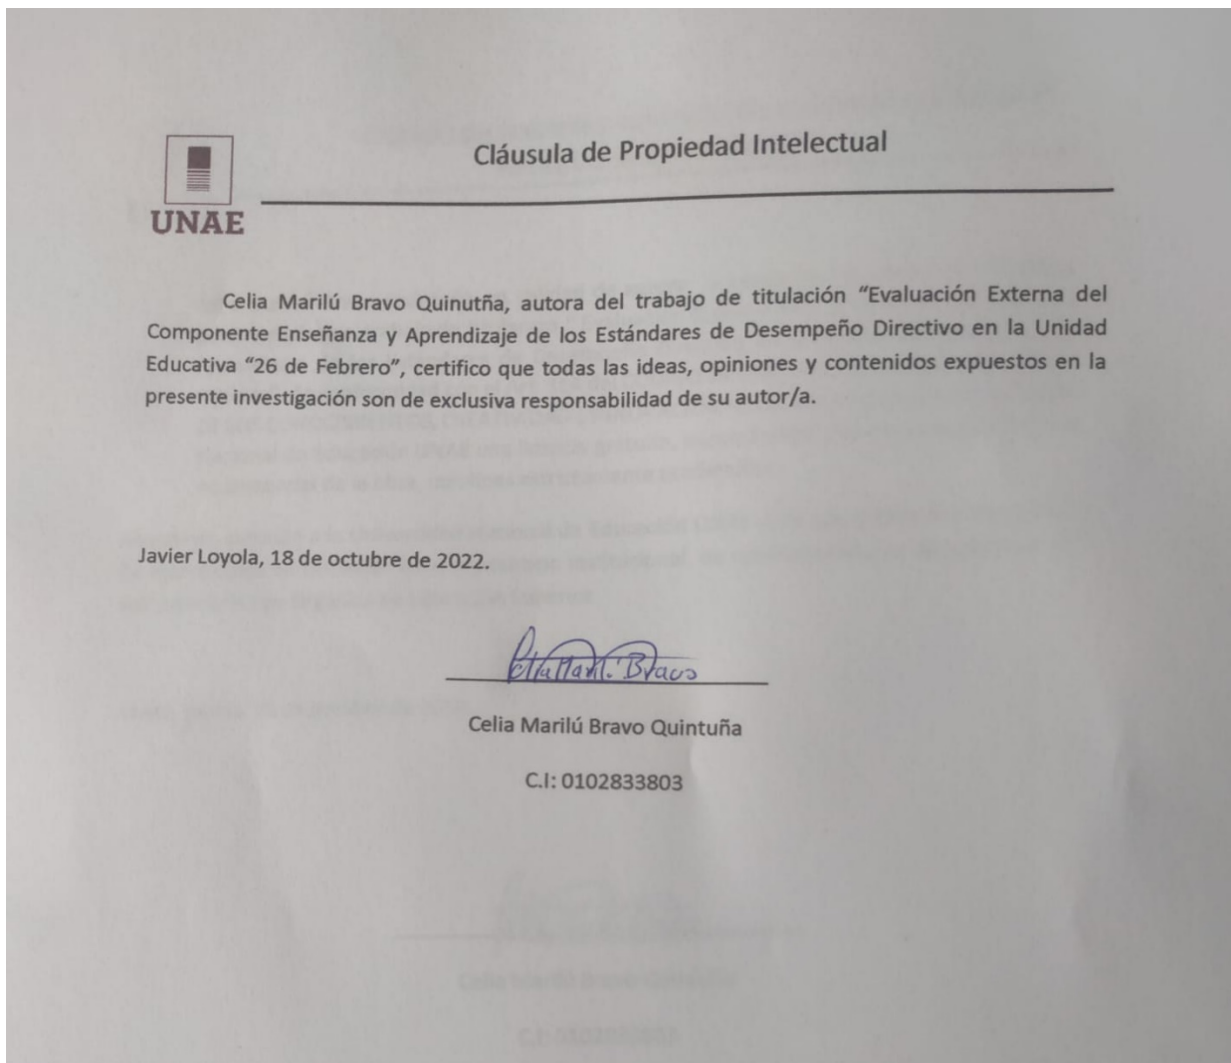 Cláusula de Propiedad Intelectual
UNAE
Celia Marilú Bravo Quinutña, autora del trabajo de titulación “Evaluación Externa del
Componente Enseñanza y Aprendizaje de los Estándares de Desempeño Directivo en la Unidad
Educativa “26 de Febrero”, certifico que todas las ideas, opiniones y contenidos expuestos en la
presente investigación son de exclusiva responsabilidad de su autor/a.
Javier Loyola, 18 de octubre de 2022.
Celia Marilú Bravo Quintuña
C.I: 0102833803